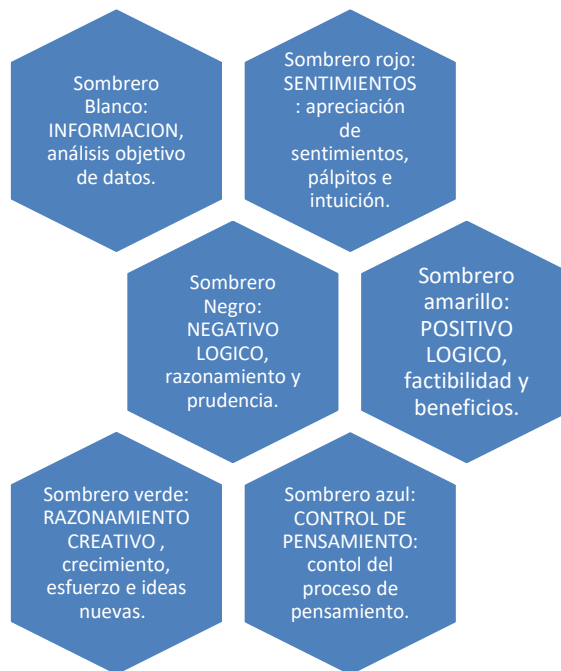 Sombrero
Blanco:
INFORMACION,
análisis objetivo
de datos.
Sombrero rojo:
SENTIMIENTOS
: apreciación
de
sentimientos,
pálpitos e
intuición.
Sombrero
Negro:
NEGATIVO
LOGICO,
razonamiento y
prudencia.
Sombrero
amarillo:
POSITIVO
LOGICO,
factibilidad y
beneficios.
Sombrero verde:
RAZONAMIENTO
CREATIVO ,
crecimiento,
esfuerzo e ideas
nuevas.
Sombrero azul:
CONTROL DE
PENSAMIENTO:
contol del
proceso de
pensamiento.